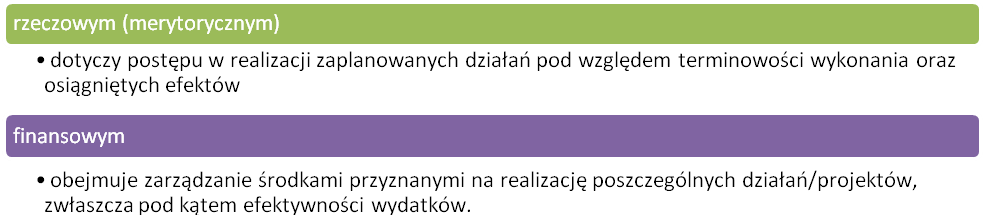 rzeczowym (merytorycznym)
• dotyczy postępu w realizacji zaplanowanych działań pod względem terminowości wykonania oraz
osiągniętych efektów
finansowym
• obejmuje zarządzanie środkami przyznanymi na realizację poszczególnych działań/projektów,
zwłaszcza pod kątem efektywności wydatków.